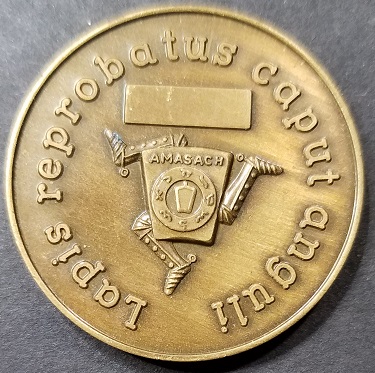 Lapis reprobatus caput anguli
AMASACH